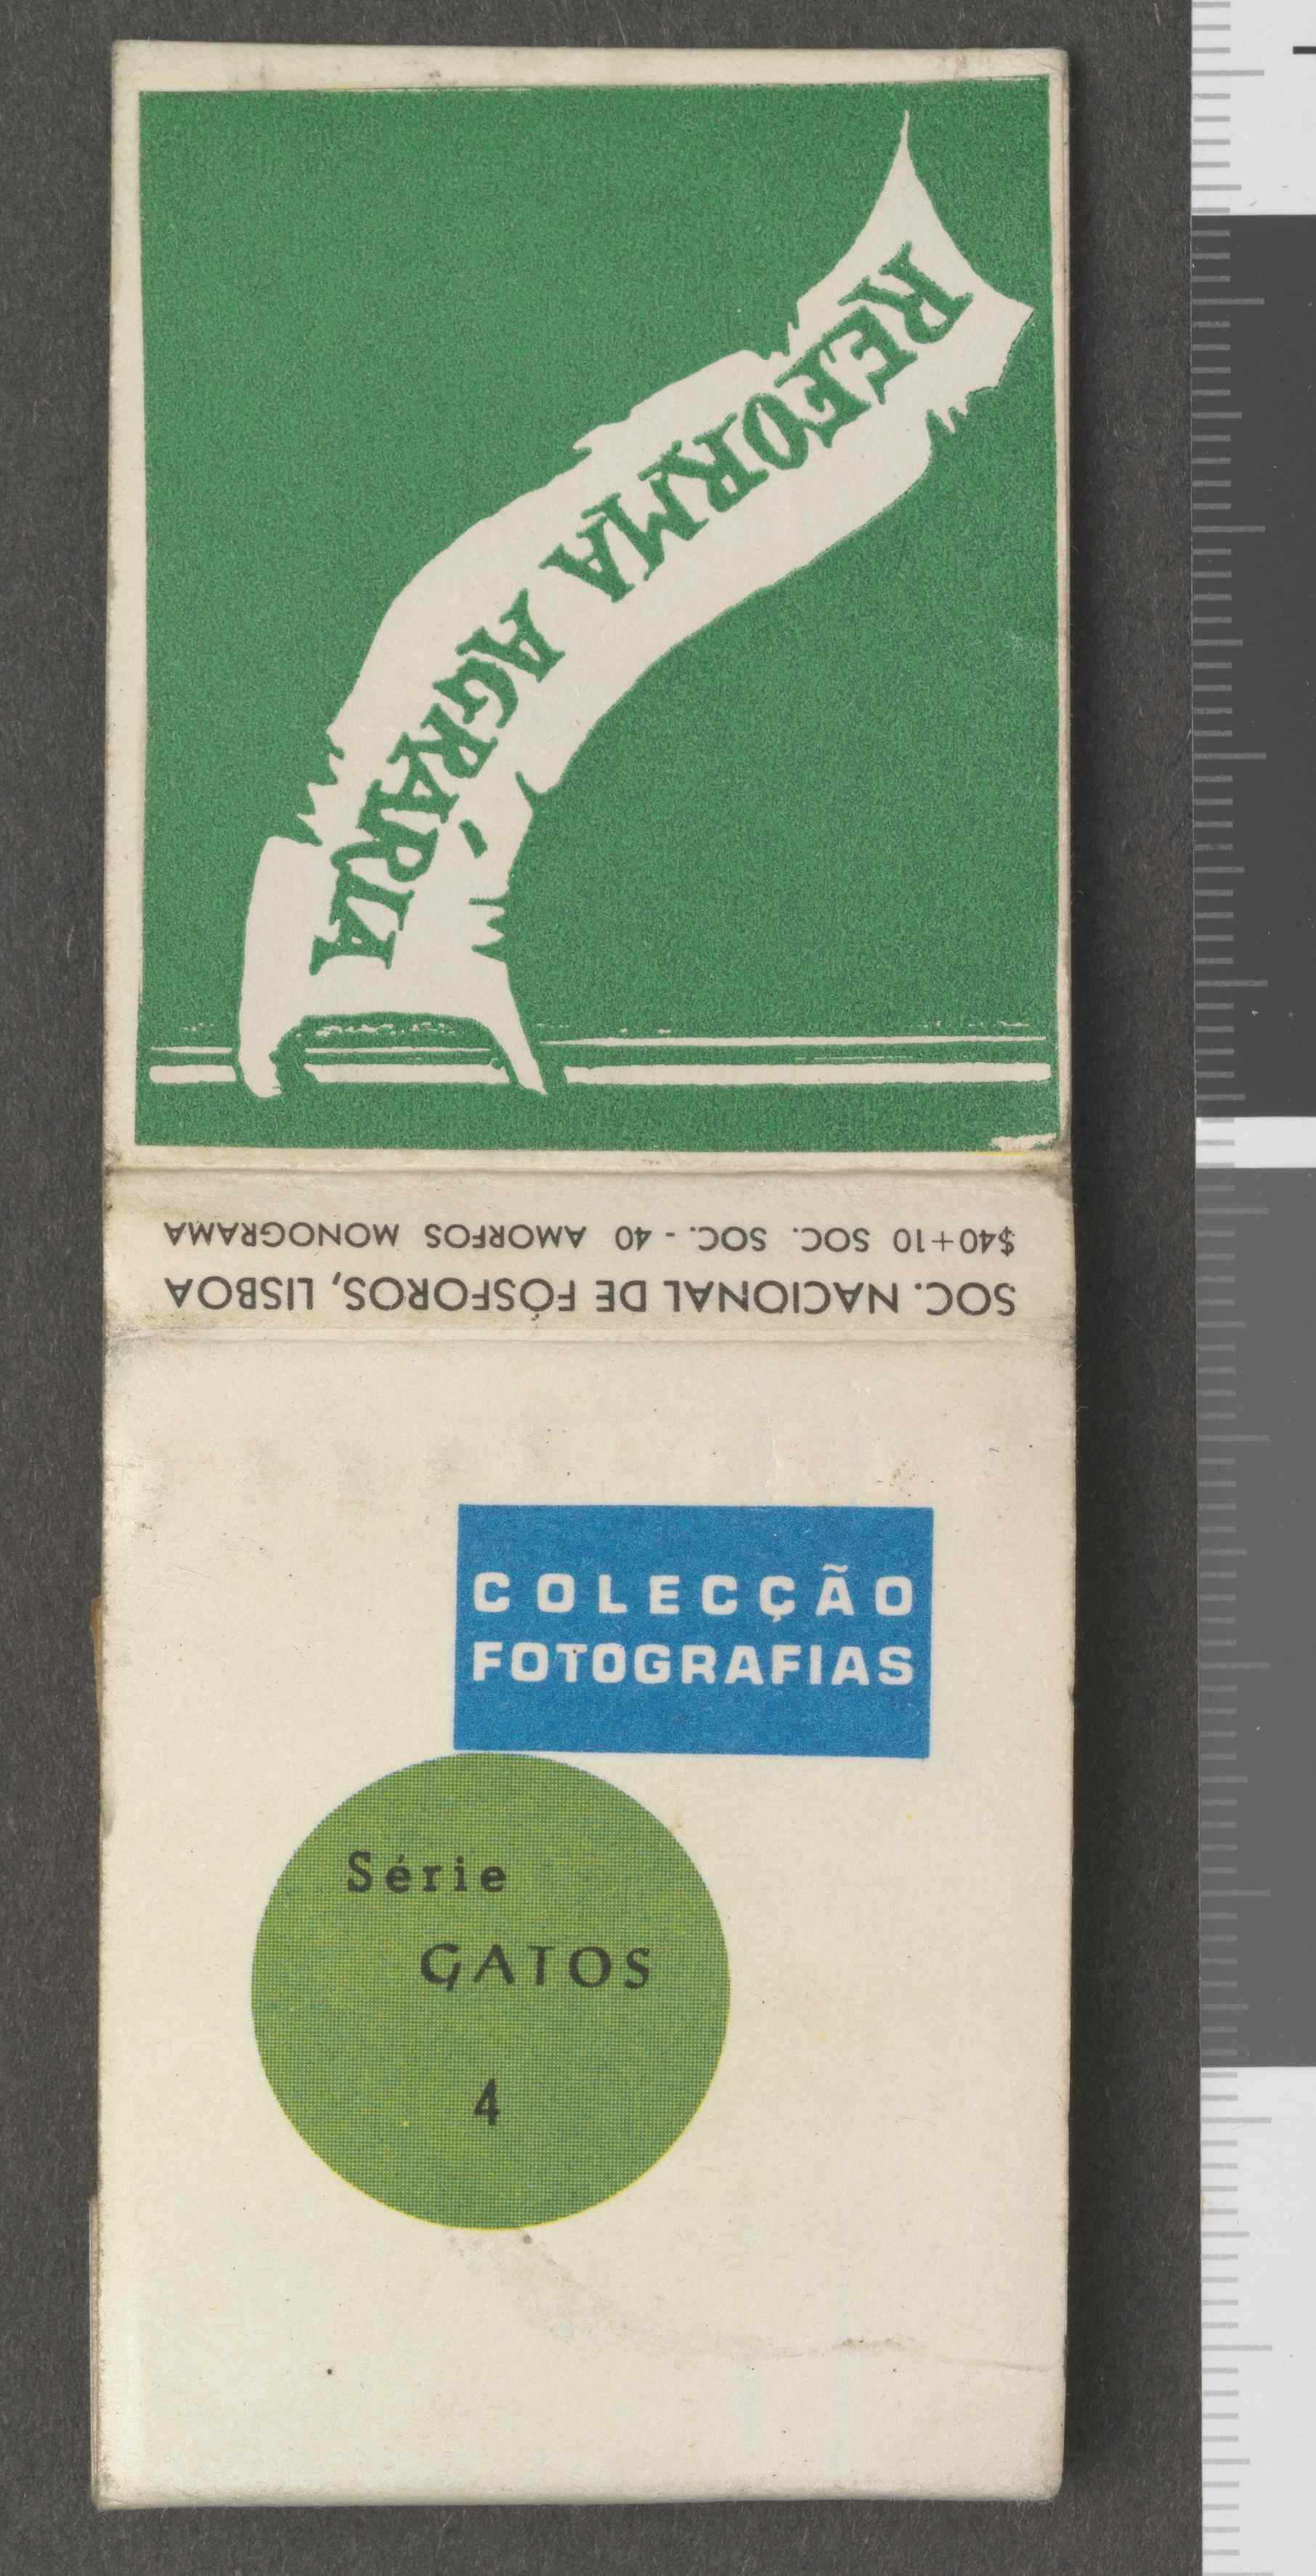 REFORMA AGRÁRIA
SOC. NACIONAL DE FÓSFOROS, LISBOA
$40+10 SOC. SOC. - 40 AMORFOS MONOGRAMA
COLECÇÃO
FOTOGRAFIAS
Série
GATOS
4